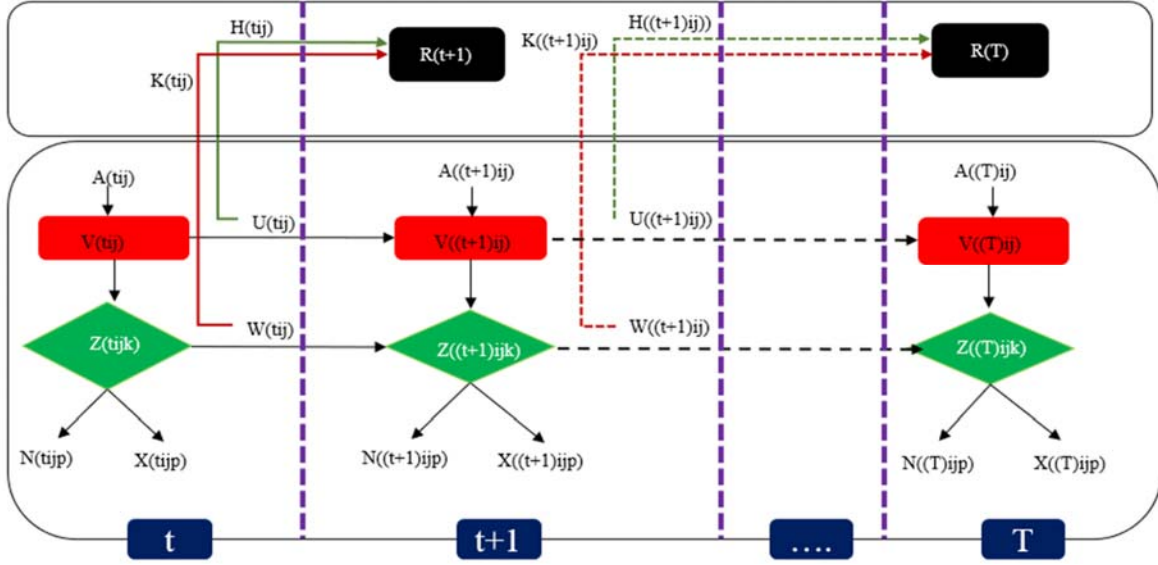 H(tij)
H((t+1)ij))
K(tij)
R(t+1)
K((t+1)ij)
R(T)
A(tij)
A((t+1)ij)
A((T)ij)
V(tij)
U(tij)
V((t+1)ij)
U((t+1)ij))
V((T)ij)
Z(tijk)
W(tij)
Z((t+1)ijk)
W((t+1)ij)
Z((T)ijk)
N(tijp)
X(tijp)
N((t+1)ijp)
X((t+1)ijp)
N((T)ijp)
X((T)ijp)
t
t+1
....
T